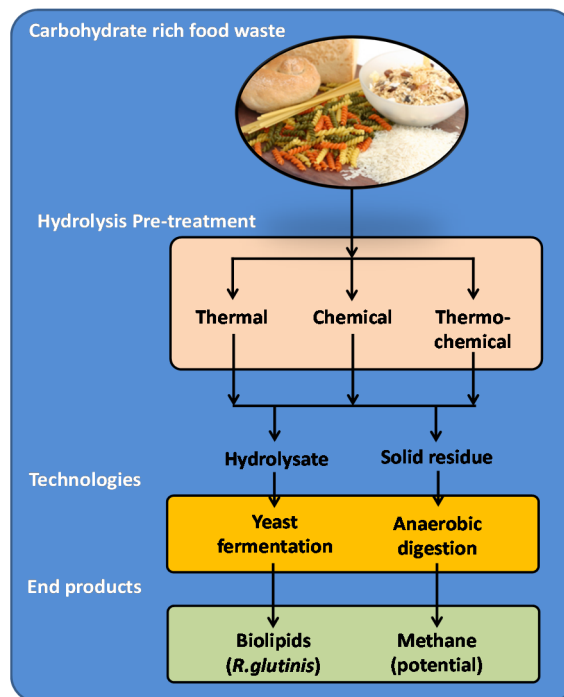 Carbohydrate rich food waste
Hydrolysis Pre-treatment
Thermal
Chemical
Thermo-
chemical
Hydrolysate
Solid residue
Technologies
Yeast
fermentation
Anaerobic
digestion
End products
Biolipids
(R.glutinis)
Methane
(potential)